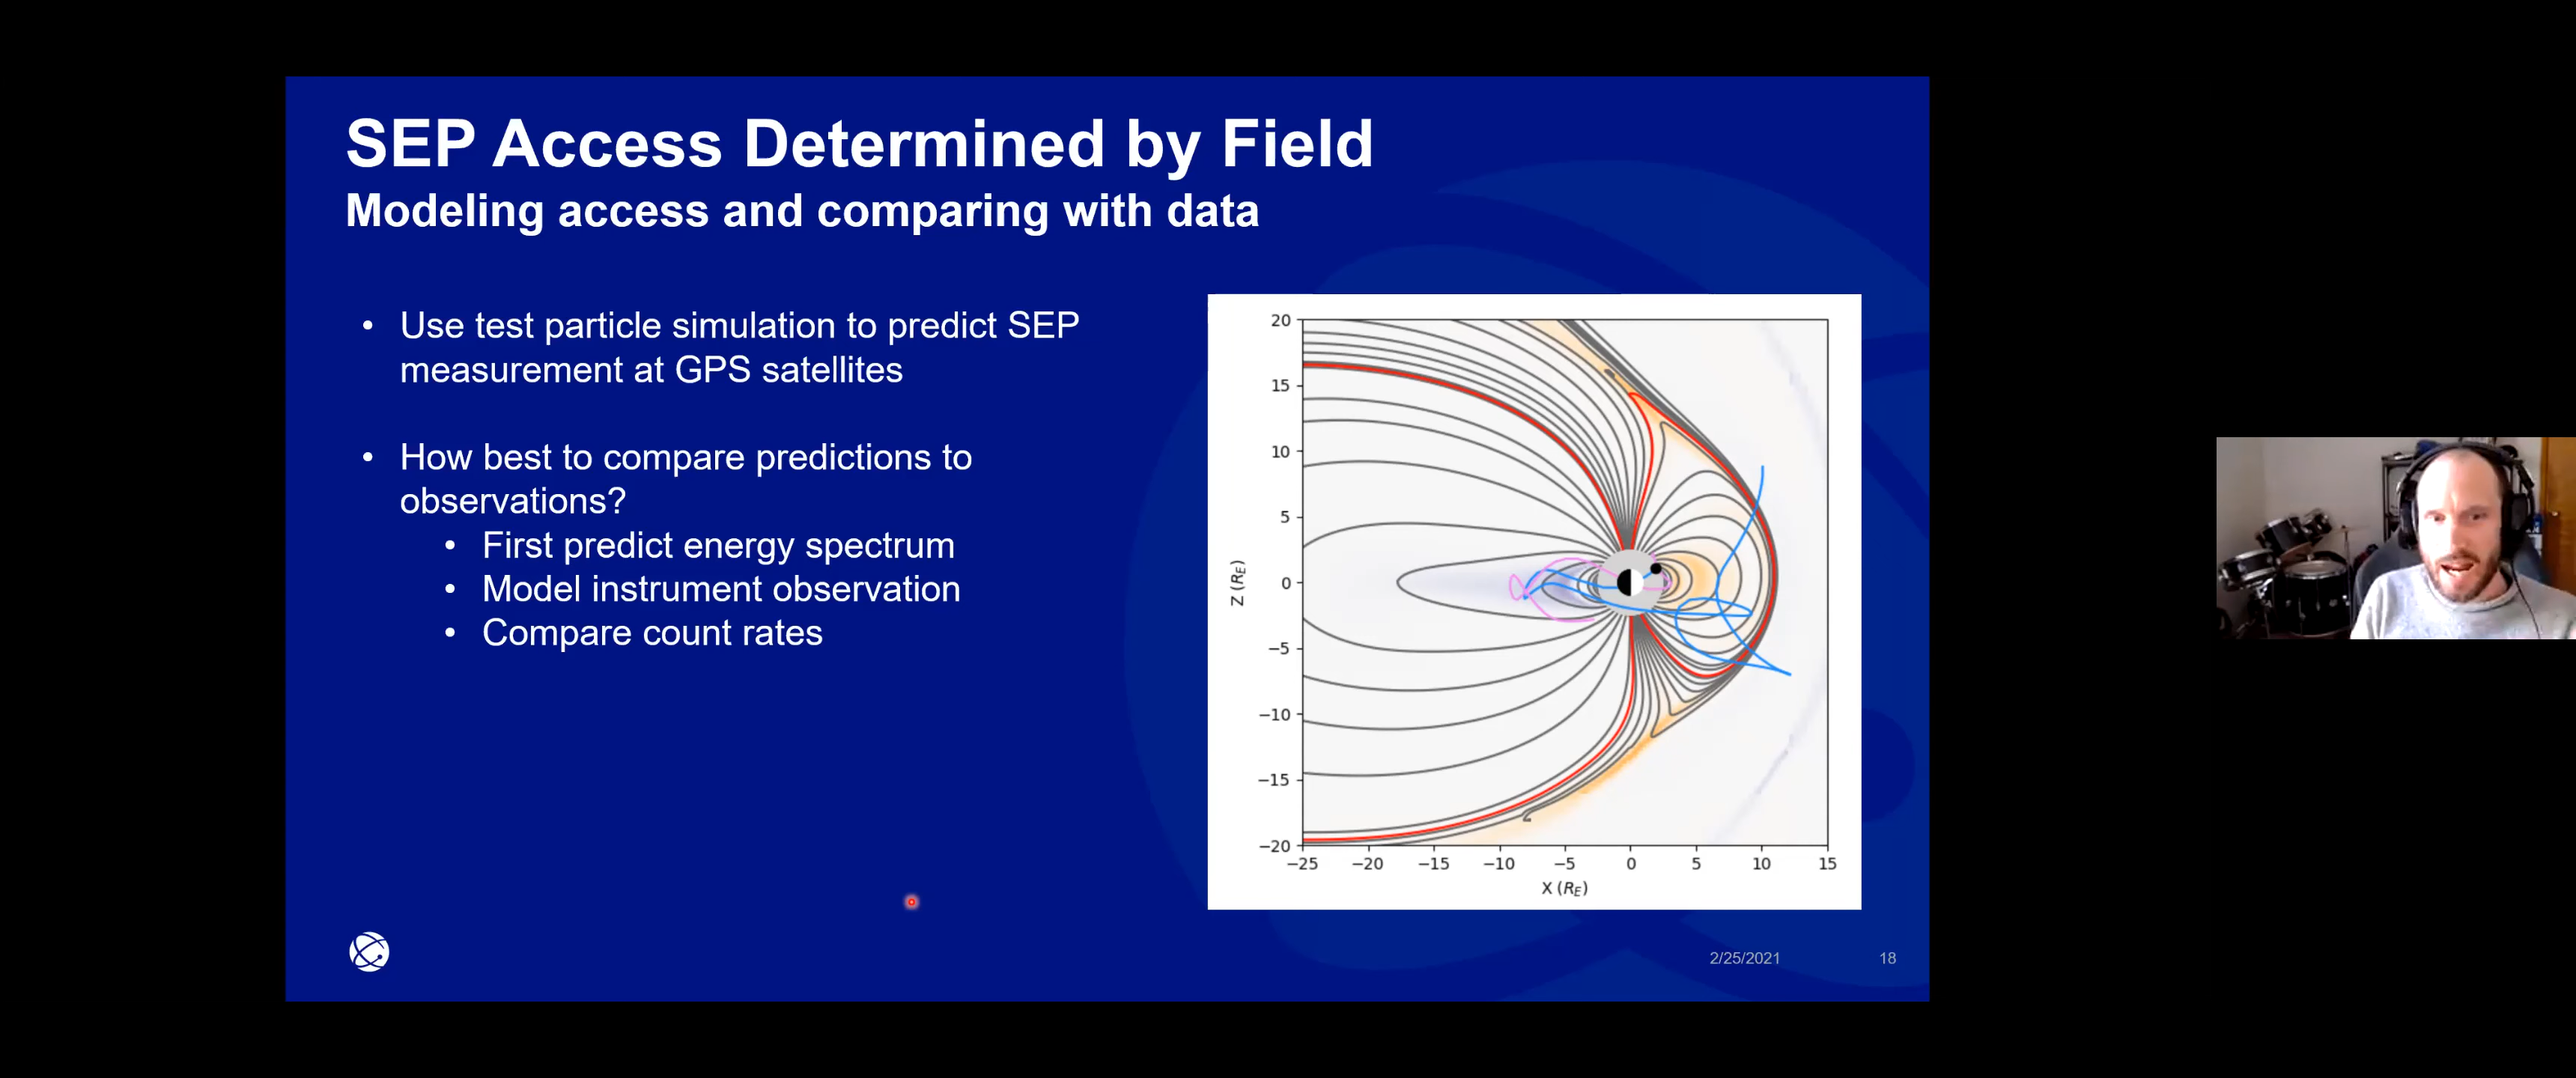 SEP Access Determined by Field
Modeling access and comparing with data
• Use test particle simulation to predict SEP
measurement at GPS satellites
• How best to compare predictions to
observations?
• First predict energy spectrum
• Model instrument observation
• Compare count rates
20
15
10
5
0
−5
−10
−15
−20
Z (R_E)
−25 −20 −15 −10 −5 0 5 10 15
X (R_E)
2/25/2021 18